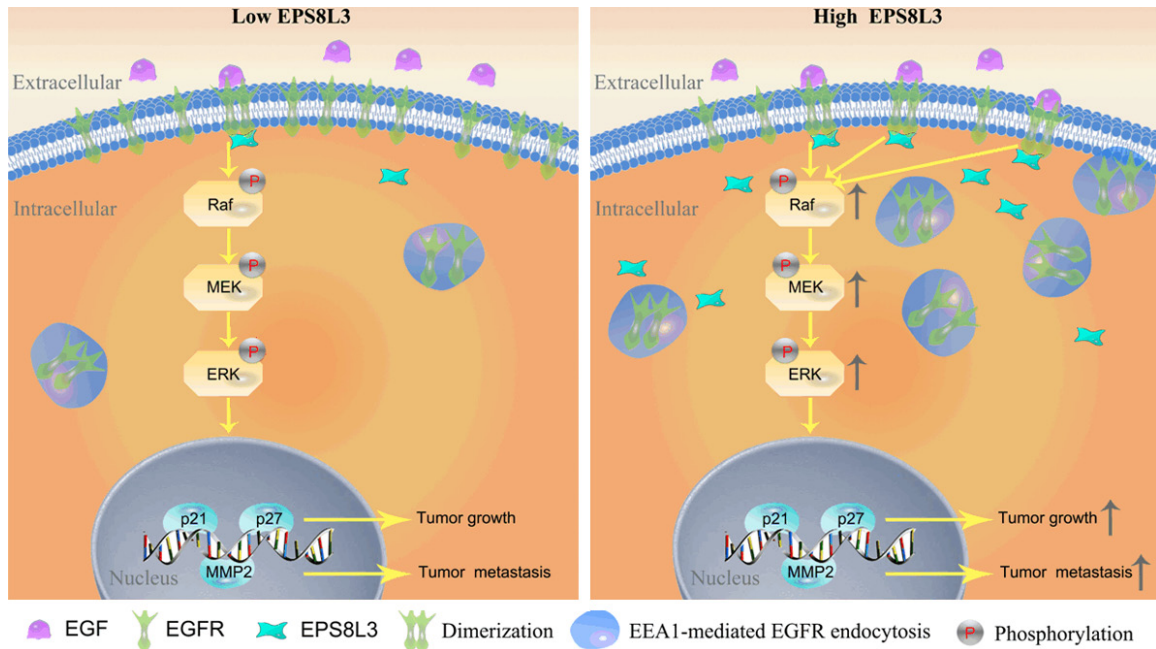 Low EPS8L3
Extracellular
Intracellular
P
Raf
P
MEK
P
ERK
p21
p27
MMP2
Nucleus
Tumor growth
Tumor metastasis
High EPS8L3
Extracellular
Intracellular
P
Raf
P
MEK
P
ERK
p21
p27
MMP2
Nucleus
Tumor growth
Tumor metastasis
EGF
EGFR
EPS8L3
Dimerization
EEA1-mediated EGFR endocytosis
P
Phosphorylation